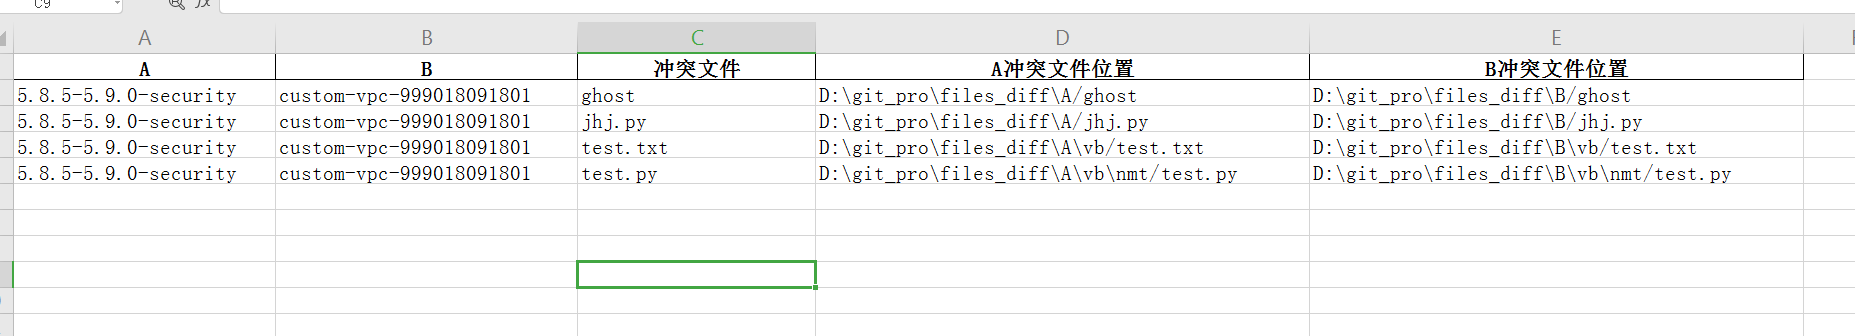 C9 fx
A B C D E
A B 冲突文件 A冲突文件位置 B冲突文件位置
5.8.5-5.9.0-security custom-vpc-999018091801 ghost D:\git_pro\files_diff\A/ghost D:\git_pro\files_diff\B/ghost
5.8.5-5.9.0-security custom-vpc-999018091801 jhj.py D:\git_pro\files_diff\A/jhj.py D:\git_pro\files_diff\B/jhj.py
5.8.5-5.9.0-security custom-vpc-999018091801 test.txt D:\git_pro\files_diff\A\vb/test.txt D:\git_pro\files_diff\B\vb/test.txt
5.8.5-5.9.0-security custom-vpc-999018091801 test.py D:\git_pro\files_diff\A\vb\nmt/test.py D:\git_pro\files_diff\B\vb\nmt/test.py